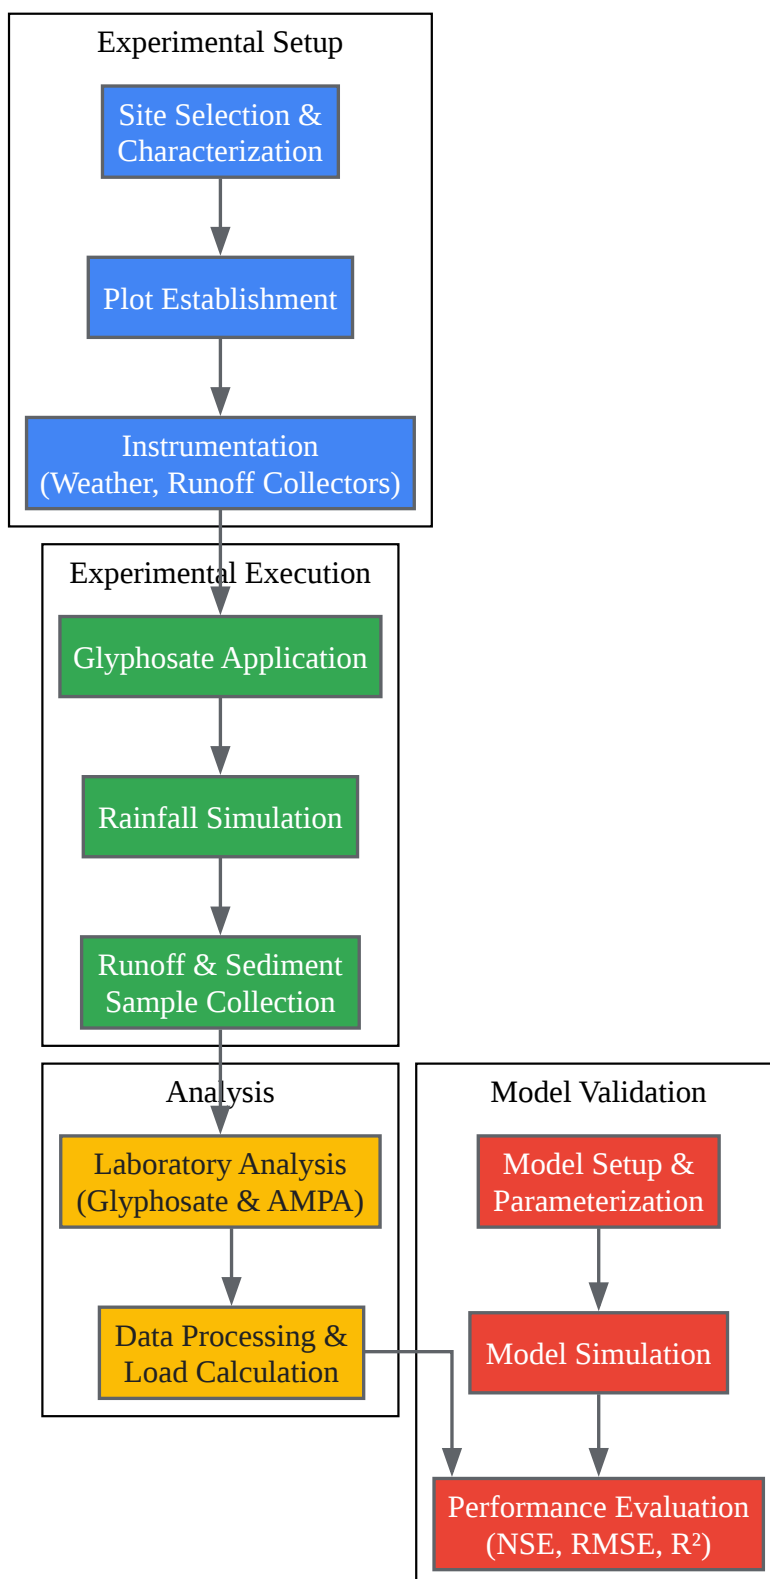 Experimental Setup
Site Selection &
Characterization
Plot Establishment
Instrumentation
(Weather, Runoff Collectors)
Experimental Execution
Glyphosate Application
Rainfall Simulation
Runoff & Sediment
Sample Collection
Analysis
Laboratory Analysis
(Glyphosate & AMPA)
Data Processing &
Load Calculation
Model Validation
Model Setup &
Parameterization
Model Simulation
Performance Evaluation
(NSE, RMSE, R²)